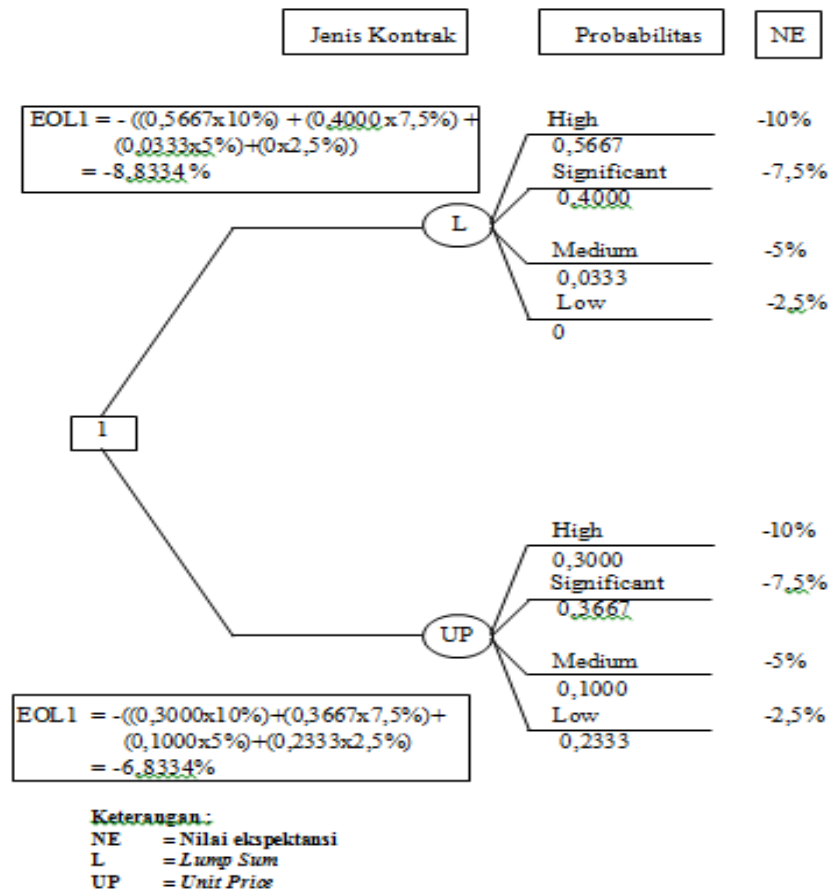 Jenis Kontrak Probabilitas NE
EOL1 = - ((0,5667x10%) + (0,4000x7,5%) +
(0,0333x5%)+(0x2,5%))
= -8,8334%
High -10%
0,5667
Significant -7,5%
0,4000
L
Medium -5%
0,0333
Low -2,5%
0
1
High -10%
0,3000
Significant -7,5%
0,3667
UP
Medium -5%
0,1000
Low -2,5%
0,2333
EOL1 = -((0,3000x10%)+(0,3667x7,5%)+
(0,1000x5%)+(0,2333x2,5%)
= -6,8334%
Keterangan :
NE = Nilai ekspektansi
L = Lump Sum
UP = Unit Price